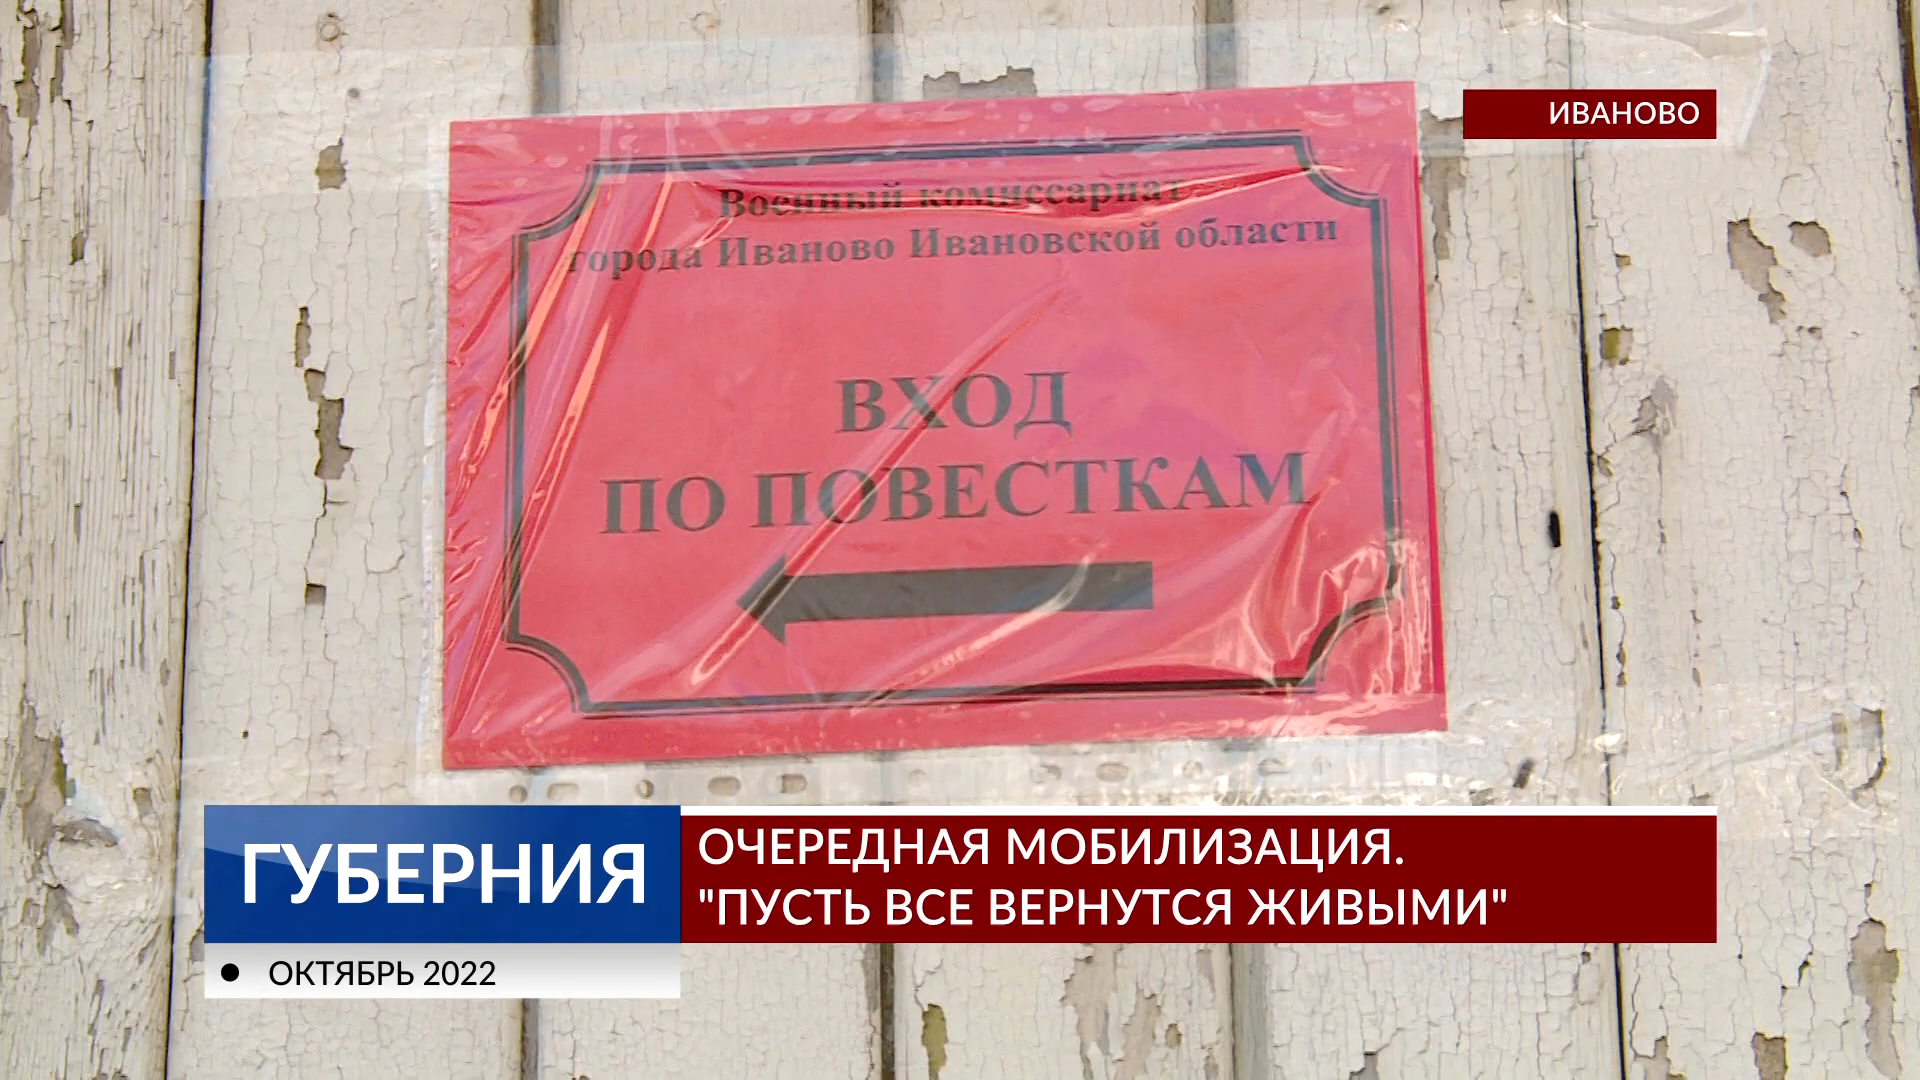 ИВАНОВО
Военный комиссариат
города Иваново Ивановской области
ВХОД
ПО ПОВЕСТКАМ
ГУБЕРНИЯ
ОЧЕРЕДНАЯ МОБИЛИЗАЦИЯ.
"ПУСТЬ ВСЕ ВЕРНУТСЯ ЖИВЫМИ"
ОКТЯБРЬ 2022